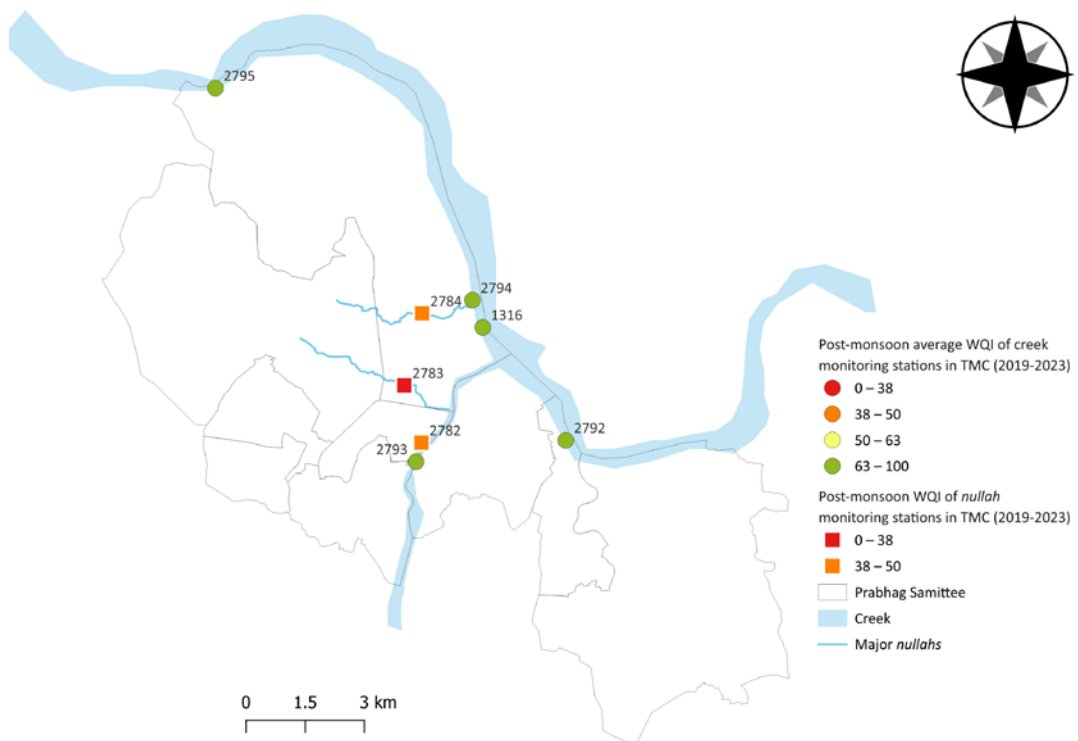 2795
2794
2784
1316
2783
2782
2793
2792
Post-monsoon average WQI of creek
monitoring stations in TMC (2019-2023)
0 – 38
38 – 50
50 – 63
63 – 100
Post-monsoon WQI of nullah
monitoring stations in TMC (2019-2023)
0 – 38
38 – 50
Prabhag Samittee
Creek
Major nullahs
0 1.5 3 km